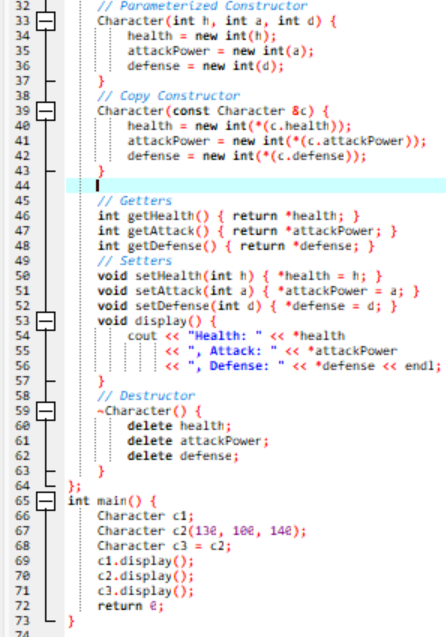 32 // Parameterized Constructor
33 Character(int h, int a, int d) {
34 health = new int(h);
35 attackPower = new int(a);
36 defense = new int(d);
37 }
38 // Copy Constructor
39 Character(const Character &c) {
40 health = new int(*(c.health));
41 attackPower = new int(*(c.attackPower));
42 defense = new int(*(c.defense));
43 }
44
45 // Getters
46 int getHealth() { return *health; }
47 int getAttack() { return *attackPower; }
48 int getDefense() { return *defense; }
49 // Setters
50 void setHealth(int h) { *health = h; }
51 void setAttack(int a) { *attackPower = a; }
52 void setDefense(int d) { *defense = d; }
53 void display() {
54 cout << "Health: " << *health
55 << ", Attack: " << *attackPower
56 << ", Defense: " << *defense << endl;
57 }
58 // Destructor
59 ~Character() {
60 delete health;
61 delete attackPower;
62 delete defense;
63 }
64 };
65 int main() {
66 Character c1;
67 Character c2(130, 100, 140);
68 Character c3 = c2;
69 c1.display();
70 c2.display();
71 c3.display();
72 return 0;
73 }
74